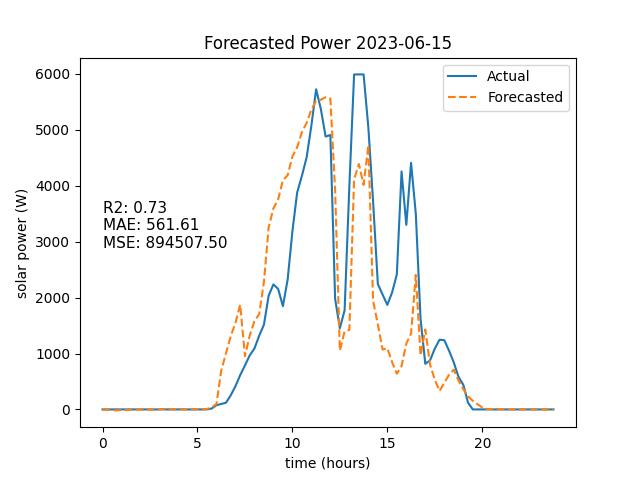 Forecasted Power 2023-06-15
6000
5000
4000
3000
2000
1000
0
solar power (W)
Actual
Forecasted
R2: 0.73
MAE: 561.61
MSE: 894507.50
0
5
10
15
20
time (hours)